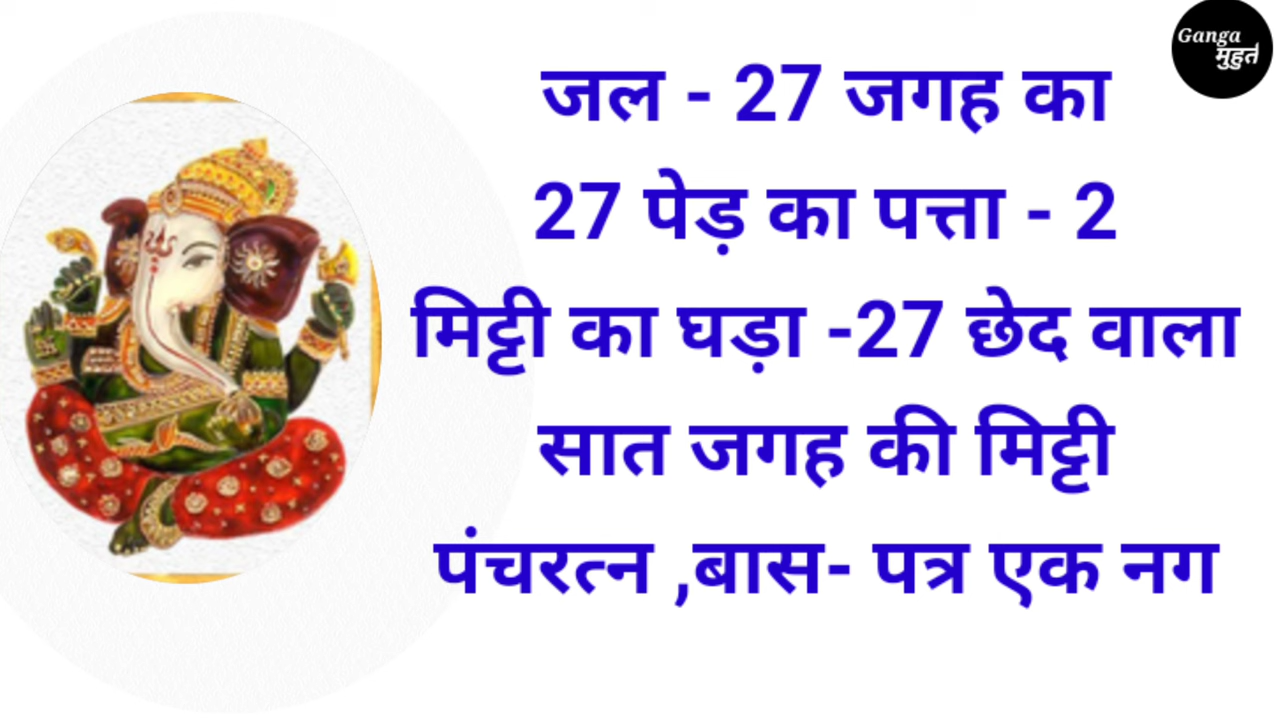 Ganga
मुहुर्त
जल - 27 जगह का
27 पेड़ का पत्ता - 2
मिट्टी का घड़ा -27 छेद वाला
सात जगह की मिट्टी
पंचरत्न ,बास- पत्र एक नग